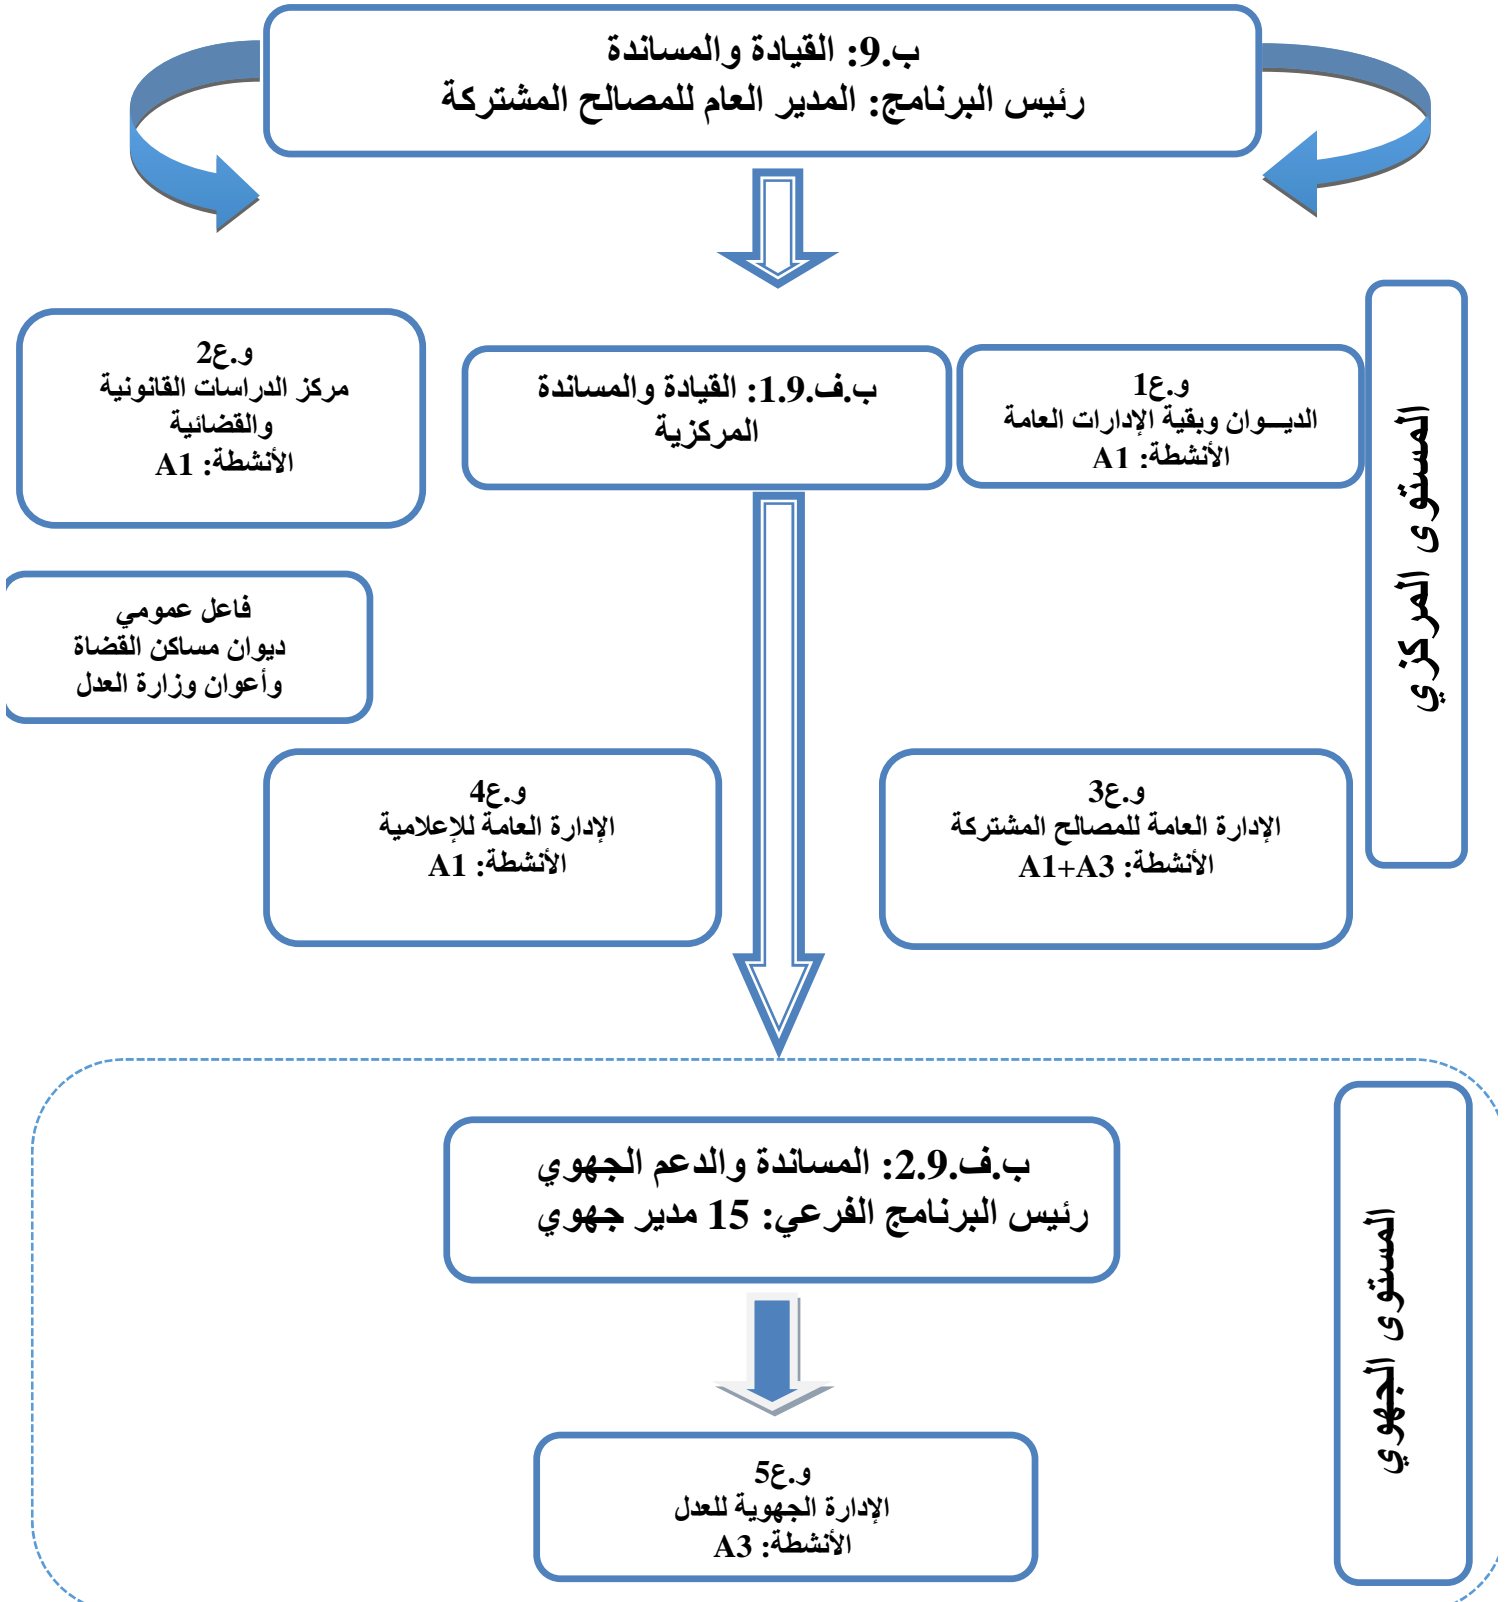 ب.9: القيادة والمساندة
رئيس البرنامج: المدير العام للمصالح المشتركة
المستوى المركزي
و.ع1
الديـــوان وبقية الإدارات العامة
الأنشطة: A1
ب.ف.1.9: القيادة والمساندة
المركزية
و.ع2
مركز الدراسات القانونية
والقضائية
الأنشطة: A1
فاعل عمومي
ديوان مساكن القضاة
وأعوان وزارة العدل
و.ع3
الإدارة العامة للمصالح المشتركة
الأنشطة: A1+A3
و.ع4
الإدارة العامة للإعلامية
الأنشطة: A1
المستوى الجهوي
ب.ف.2.9: المساندة والدعم الجهوي
رئيس البرنامج الفرعي: 15 مدير جهوي
و.ع5
الإدارة الجهوية للعدل
الأنشطة: A3